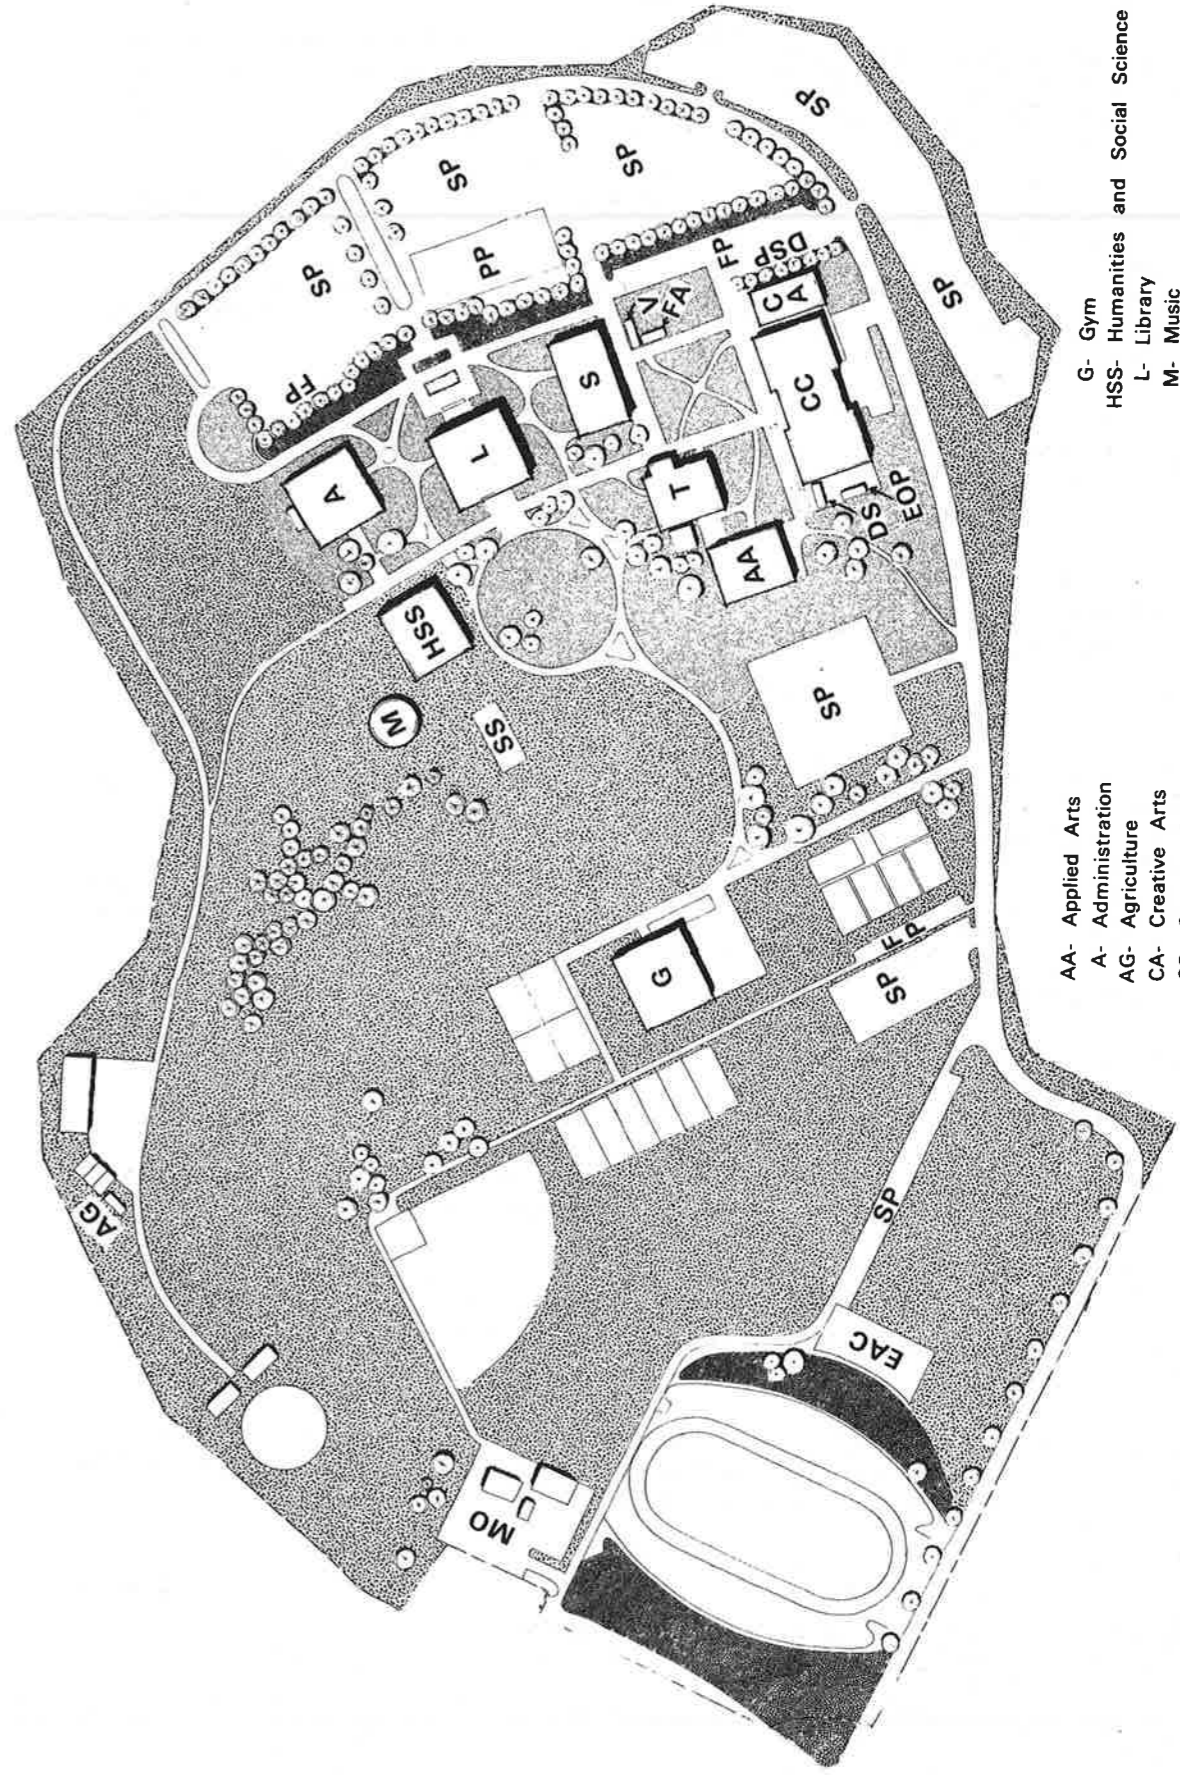 SP
SP
SP
SP
SP
PP
FP
FP
DSP
V
FA
C
A
S
CC
L
A
T
DS
EOP
AA
HSS
M
SS
SP
G
F
P
SP
AG
SP
EAC
MO
AA- Applied Arts
A- Administration
AG- Agriculture
CA- Creative Arts
G- Gym
HSS- Humanities and Social Science
L- Library
M- Music